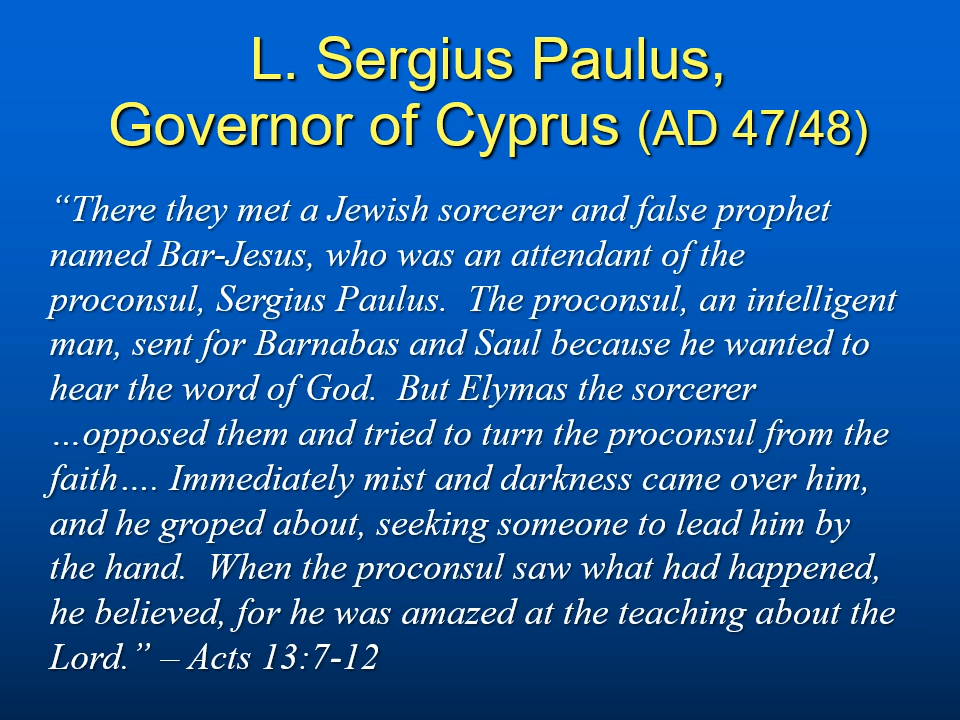 L. Sergius Paulus,
Governor of Cyprus (AD 47/48)
“There they met a Jewish sorcerer and false prophet
named Bar-Jesus, who was an attendant of the
proconsul, Sergius Paulus.  The proconsul, an intelligent
man, sent for Barnabas and Saul because he wanted to
hear the word of God.  But Elymas the sorcerer
…opposed them and tried to turn the proconsul from the
faith…. Immediately mist and darkness came over him,
and he groped about, seeking someone to lead him by
the hand.  When the proconsul saw what had happened,
he believed, for he was amazed at the teaching about the
Lord.” – Acts 13:7-12